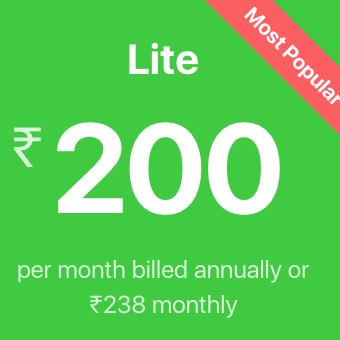 Lite
Most Popular
₹200
per month billed annually or
₹238 monthly